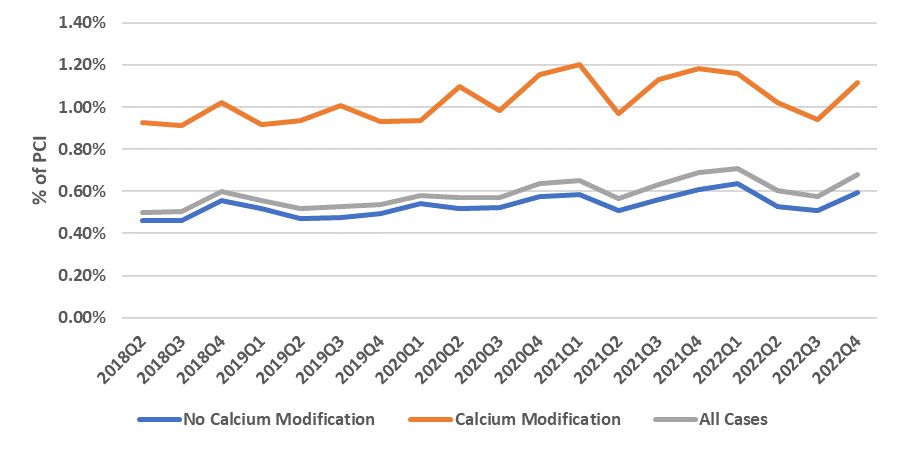 1.40%
1.20%
1.00%
0.80%
0.60%
0.40%
0.20%
0.00%
% of PCI
2018Q2
2018Q3
2018Q4
2019Q1
2019Q2
2019Q3
2019Q4
2020Q1
2020Q2
2020Q3
2020Q4
2021Q1
2021Q2
2021Q3
2021Q4
2022Q1
2022Q2
2022Q3
2022Q4
No Calcium Modification
Calcium Modification
All Cases